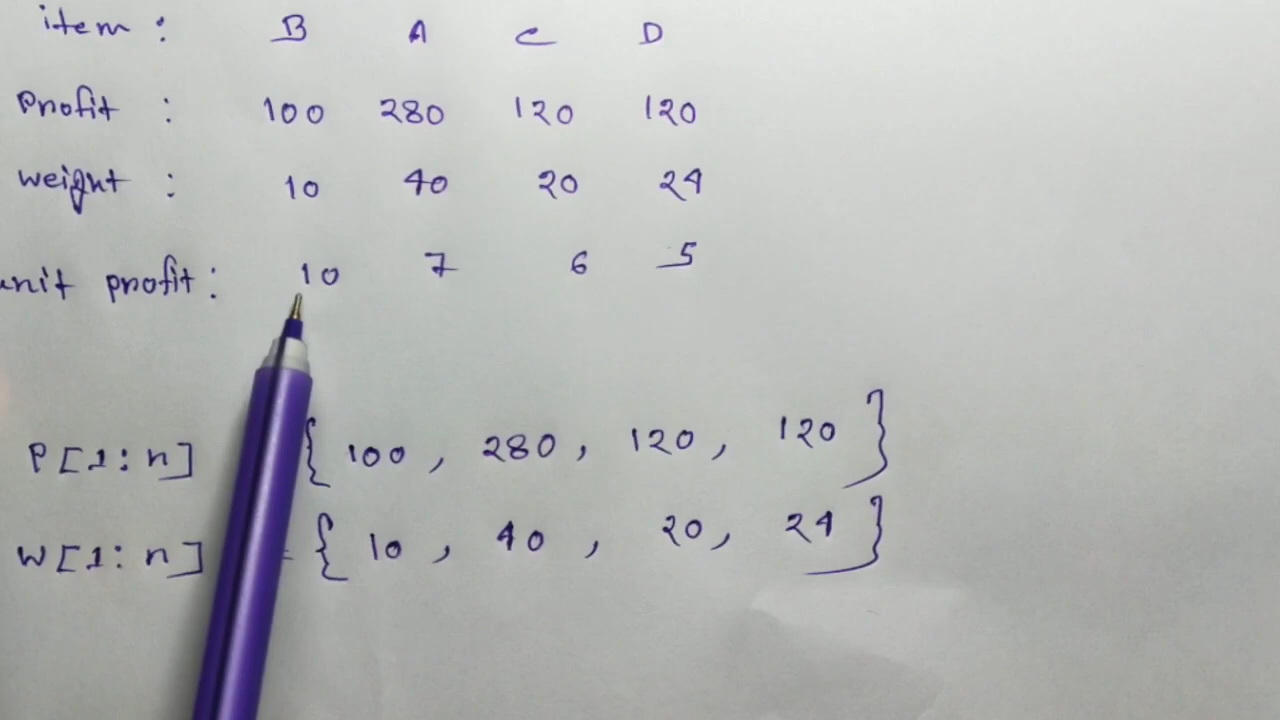 item : B A C D
Profit : 100 280 120 120
weight : 10 40 20 24
unit profit : 10 7 6 5
P[1:n] { 100 , 280 , 120 , 120 }
W[1:n] = { 10 , 40 , 20 , 24 }